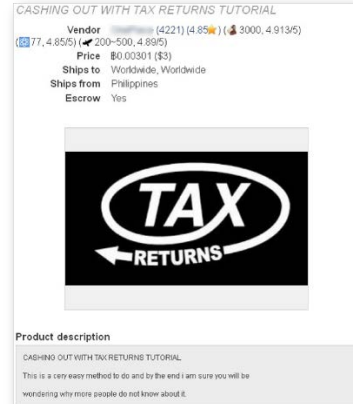 CASHING OUT WITH TAX RETURNS TUTORIAL
Vendor (4221) (4.85) ( 3000, 4.913/5)
( 77, 4.85/5) ( 200~500, 4.89/5)
Price ฿0.00301 ($3)
Ships to Worldwide, Worldwide
Ships from Philippines
Escrow Yes
TAX
RETURNS
Product description
CASHING OUT WITH TAX RETURNS TUTORIAL
This is a cery easy method to do and by the end i am sure you will be
wondering why more people do not know about it.